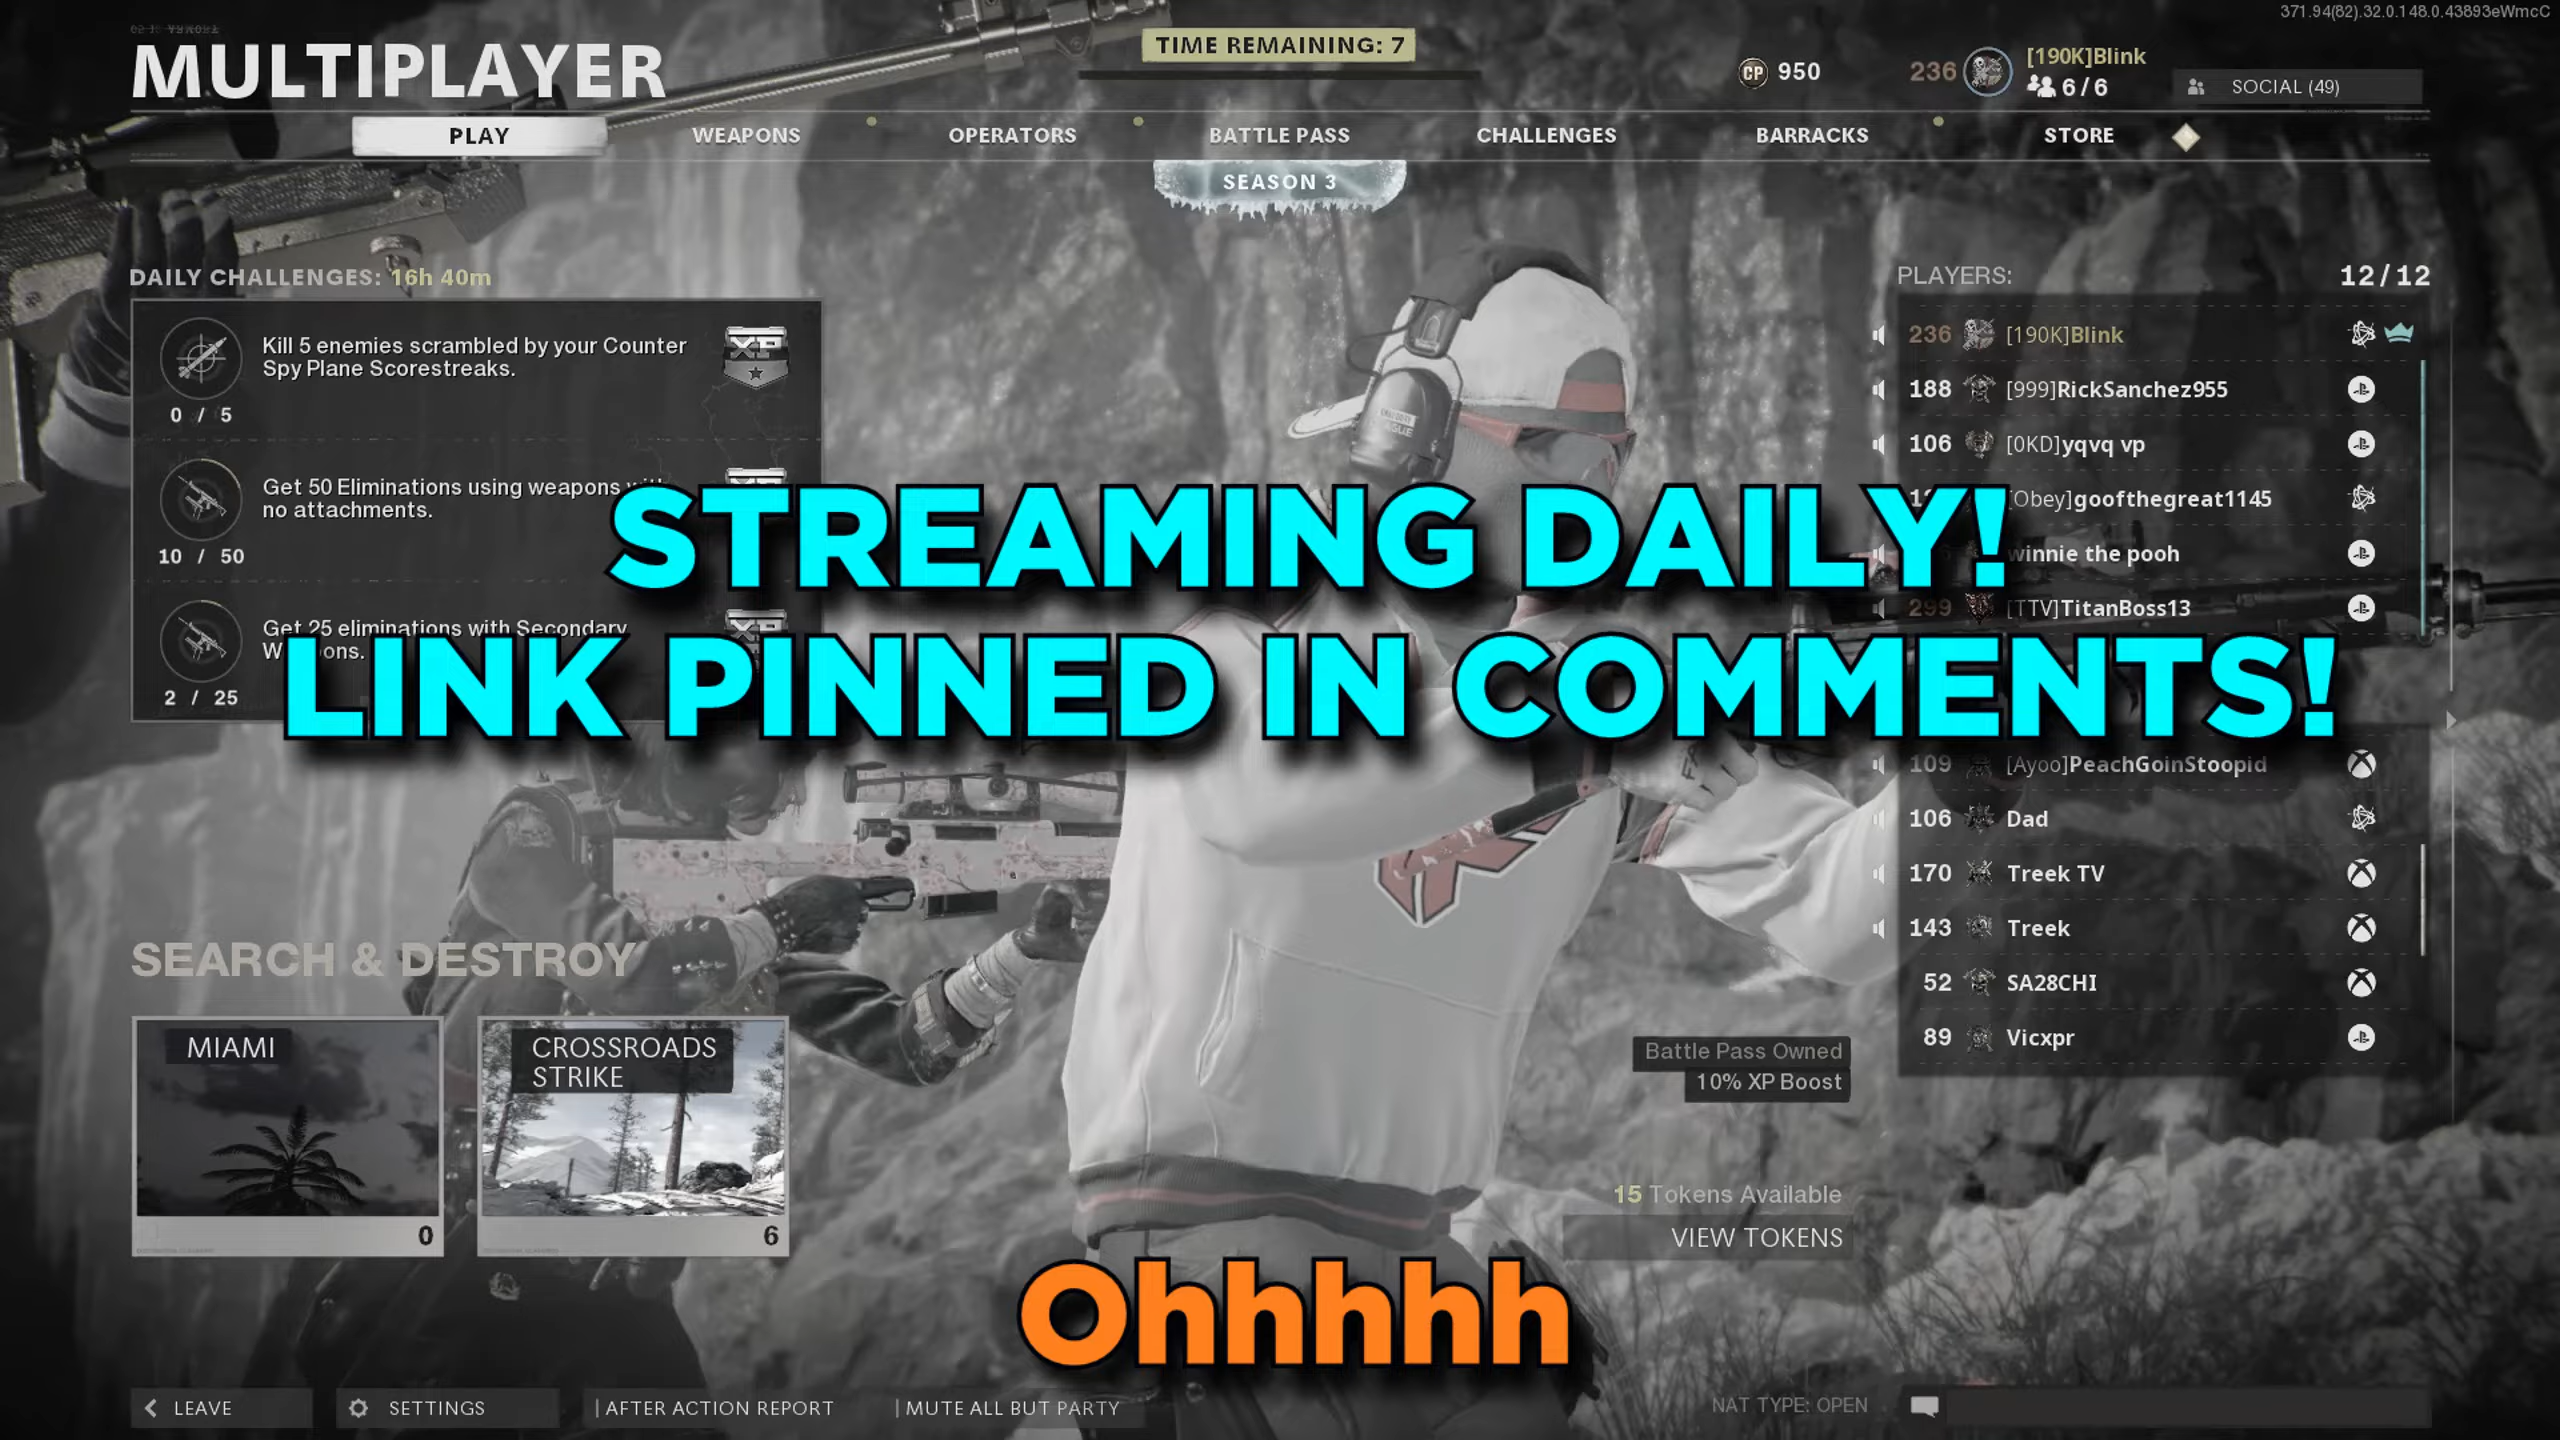 371.94(82).32.0.148.0.43893eWmcC
MULTIPLAYER
TIME REMAINING: 7
CP 950
236 [190K]Blink
6/6
SOCIAL (49)
PLAY
WEAPONS
OPERATORS
BATTLE PASS
CHALLENGES
BARRACKS
STORE
SEASON 3
DAILY CHALLENGES: 16h 40m
Kill 5 enemies scrambled by your Counter
Spy Plane Scorestreaks.
XP
0 / 5
Get 50 Eliminations using weapons with
no attachments.
10 / 50
Get 25 eliminations with Secondary
2 / 25
PLAYERS: 12/12
236 [190K]Blink
188 [999]RickSanchez955
106 [0KD]yqvq vp
[Obey]goofthegreat1145
winnie the pooh
299 [TTV]TitanBoss13
109 [Ayoo]PeachGoinStoopid
106 Dad
170 Treek TV
143 Treek
52 SA28CHI
89 Vicxpr
STREAMING DAILY!
LINK PINNED IN COMMENTS!
SEARCH & DESTROY
MIAMI
0
CROSSROADS
STRIKE
6
Battle Pass Owned
10% XP Boost
15 Tokens Available
VIEW TOKENS
Ohhhhh
LEAVE
SETTINGS
AFTER ACTION REPORT
MUTE ALL BUT PARTY
NAT TYPE: OPEN